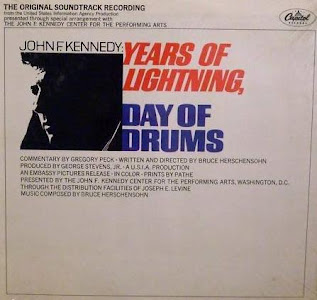 THE ORIGINAL SOUNDTRACK RECORDING
from the United States Information Agency Production
presented through special arrangement with
THE JOHN F. KENNEDY CENTER FOR THE PERFORMING ARTS.
Capitol
RECORDS
JOHN F. KENNEDY:
YEARS OF
LIGHTNING,
DAY OF
DRUMS
COMMENTARY BY GREGORY PECK · WRITTEN AND DIRECTED BY BRUCE HERSCHENSOHN
PRODUCED BY GEORGE STEVENS, JR. · A U.S.I.A. PRODUCTION
AN EMBASSY PICTURES RELEASE · IN COLOR · PRINTS BY PATHE
PRESENTED BY THE JOHN F. KENNEDY CENTER FOR THE PERFORMING ARTS, WASHINGTON, D.C.
THROUGH THE DISTRIBUTION FACILITIES OF JOSEPH E. LEVINE
MUSIC COMPOSED BY BRUCE HERSCHENSOHN